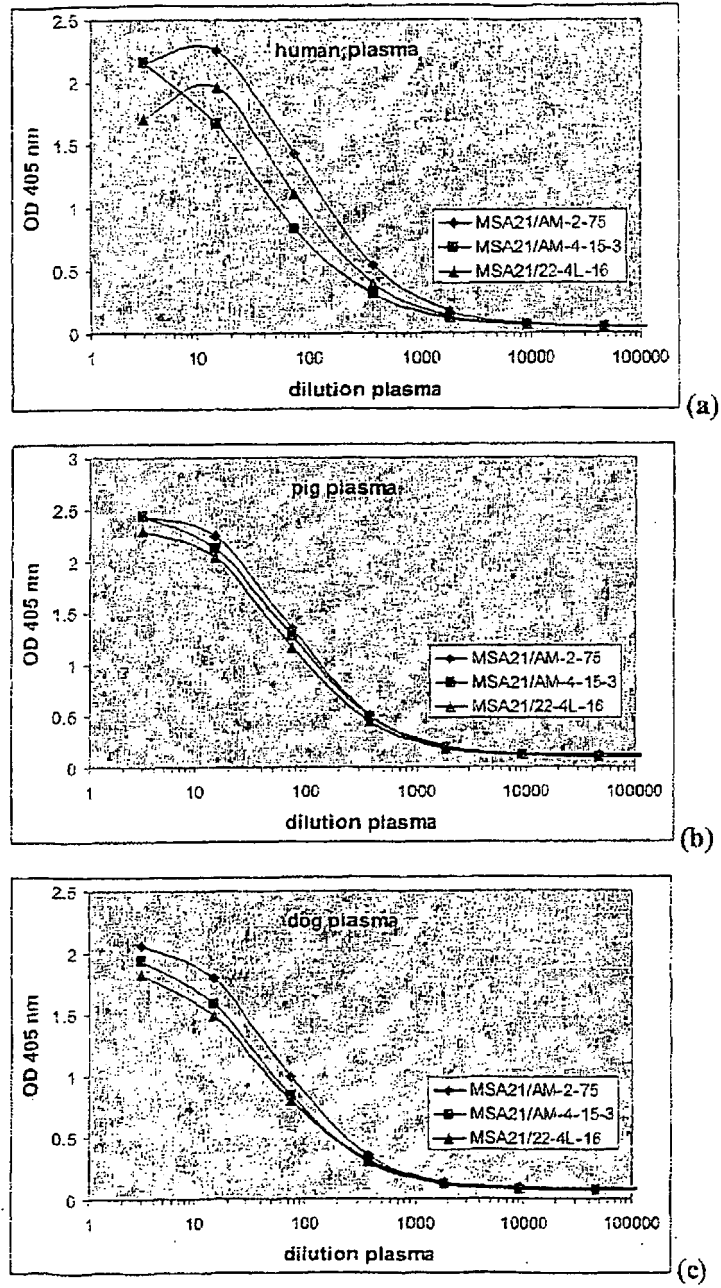 human plasma
2.5
2
1.5
1
0.5
0
OD 405 nm
MSA21/AM-2-75
MSA21/AM-4-15-3
MSA21/22-4L-16
1 10 100 1000 10000 100000
dilution plasma
(a)
pig plasma
3
2.5
2
1.5
1
0.5
0
OD 405 nm
MSA21/AM-2-75
MSA21/AM-4-15-3
MSA21/22-4L-16
1 10 100 1000 10000 100000
dilution plasma
(b)
dog plasma
2.5
2
1.5
1
0.5
0
OD 405 nm
MSA21/AM-2-75
MSA21/AM-4-15-3
MSA21/22-4L-16
1 10 100 1000 10000 100000
dilution plasma
(c)